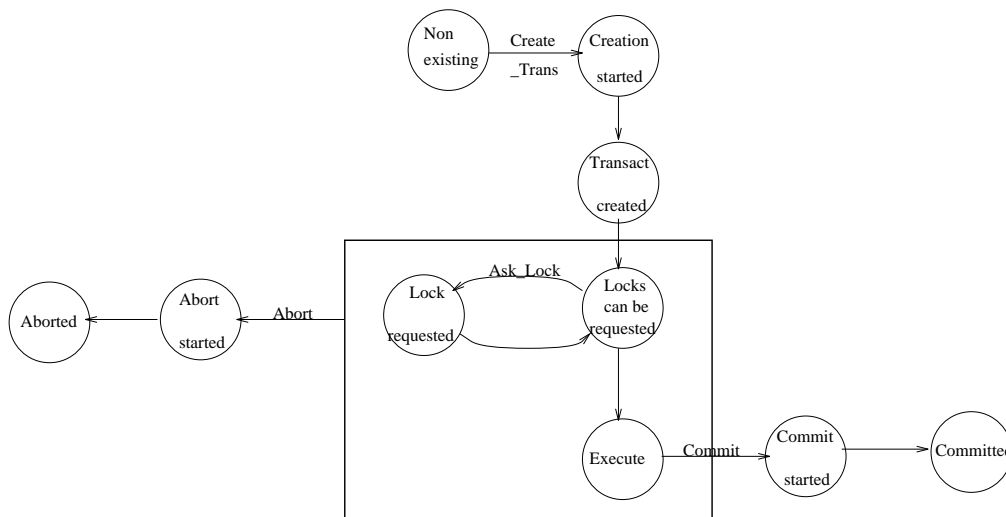 Non
existing
Create
_Trans
Creation
started
Transact
created
Ask_Lock
Lock
requested
Locks
can be
requested
Abort
Abort
started
Aborted
Execute
Commit
Commit
started
Committed